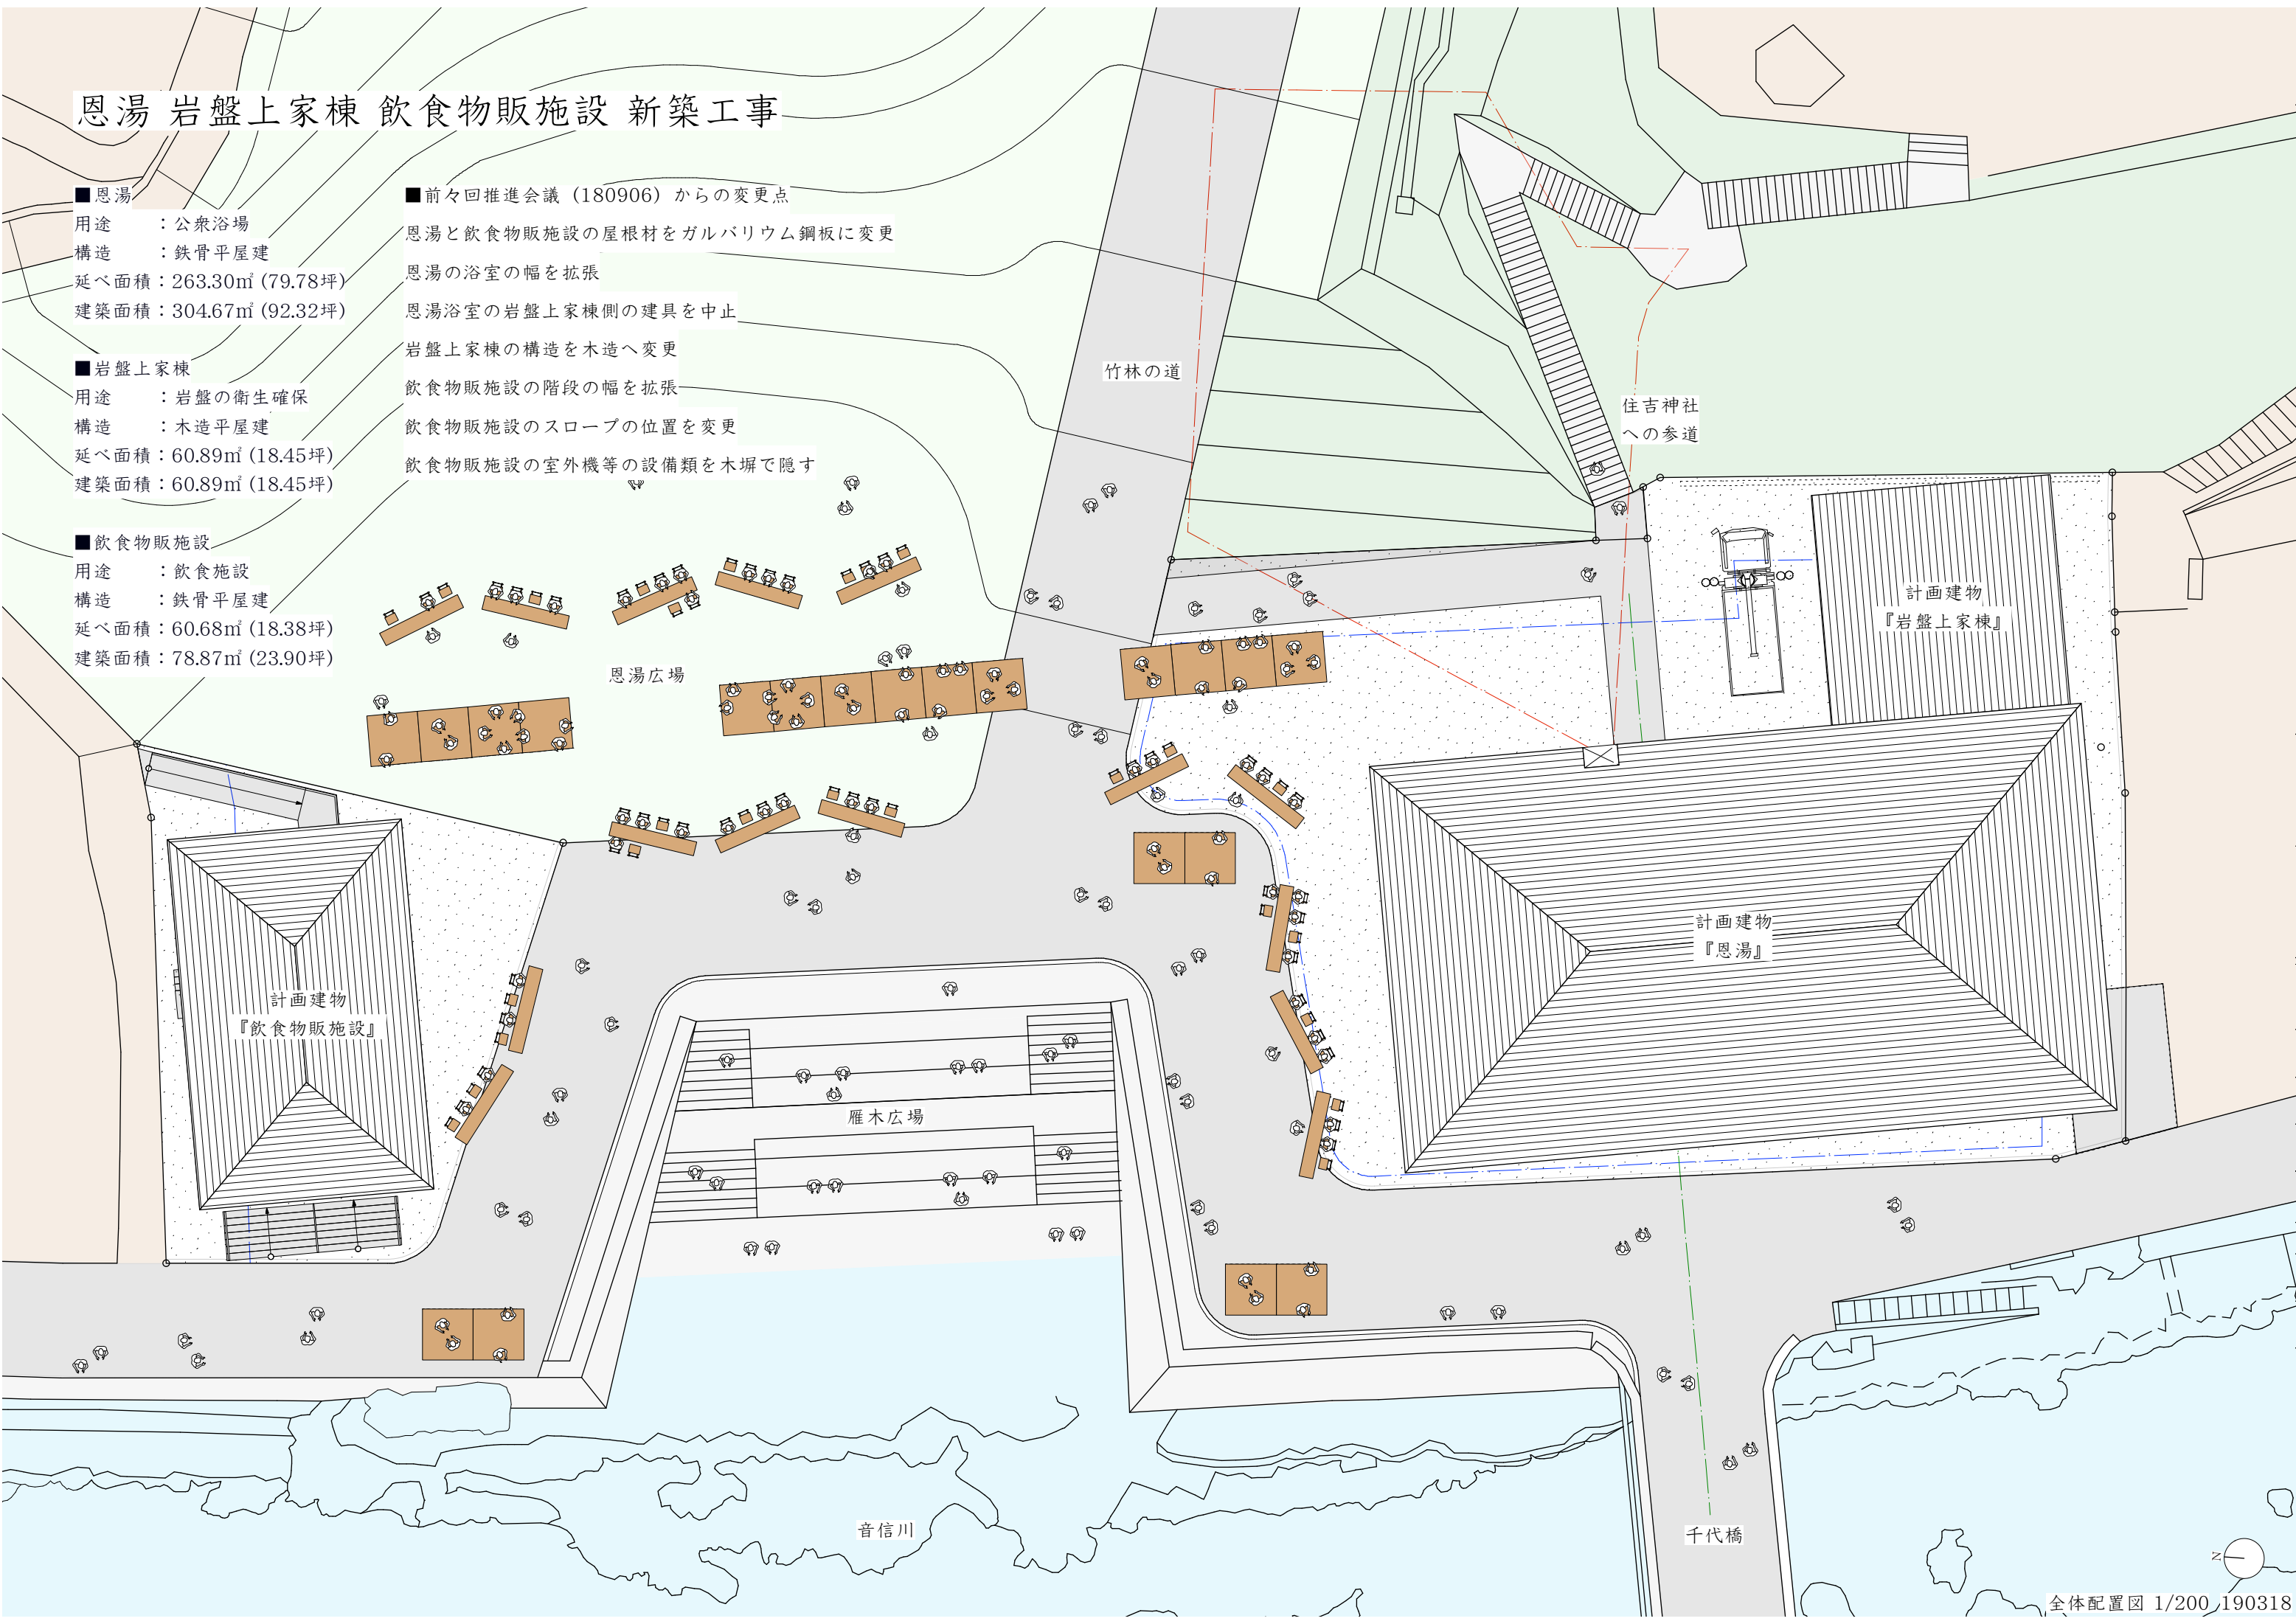 恩湯 岩盤上家棟 飲食物販施設 新築工事
■恩湯
用途　　：公衆浴場
構造　　：鉄骨平屋建
延べ面積：263.30㎡ (79.78坪)
建築面積：304.67㎡ (92.32坪)
■岩盤上家棟
用途　　：岩盤の衛生確保
構造　　：木造平屋建
延べ面積：60.89㎡ (18.45坪)
建築面積：60.89㎡ (18.45坪)
■飲食物販施設
用途　　：飲食施設
構造　　：鉄骨平屋建
延べ面積：60.68㎡ (18.38坪)
建築面積：78.87㎡ (23.90坪)
■前々回推進会議 (180906) からの変更点
恩湯と飲食物販施設の屋根材をガルバリウム鋼板に変更
恩湯の浴室の幅を拡張
恩湯浴室の岩盤上家棟側の建具を中止
岩盤上家棟の構造を木造へ変更
飲食物販施設の階段の幅を拡張
飲食物販施設のスロープの位置を変更
飲食物販施設の室外機等の設備類を木塀で隠す
竹林の道
住吉神社
への参道
計画建物
『岩盤上家棟』
恩湯広場
計画建物
『恩湯』
計画建物
『飲食物販施設』
雁木広場
音信川
千代橋
N
全体配置図 1/200 190318